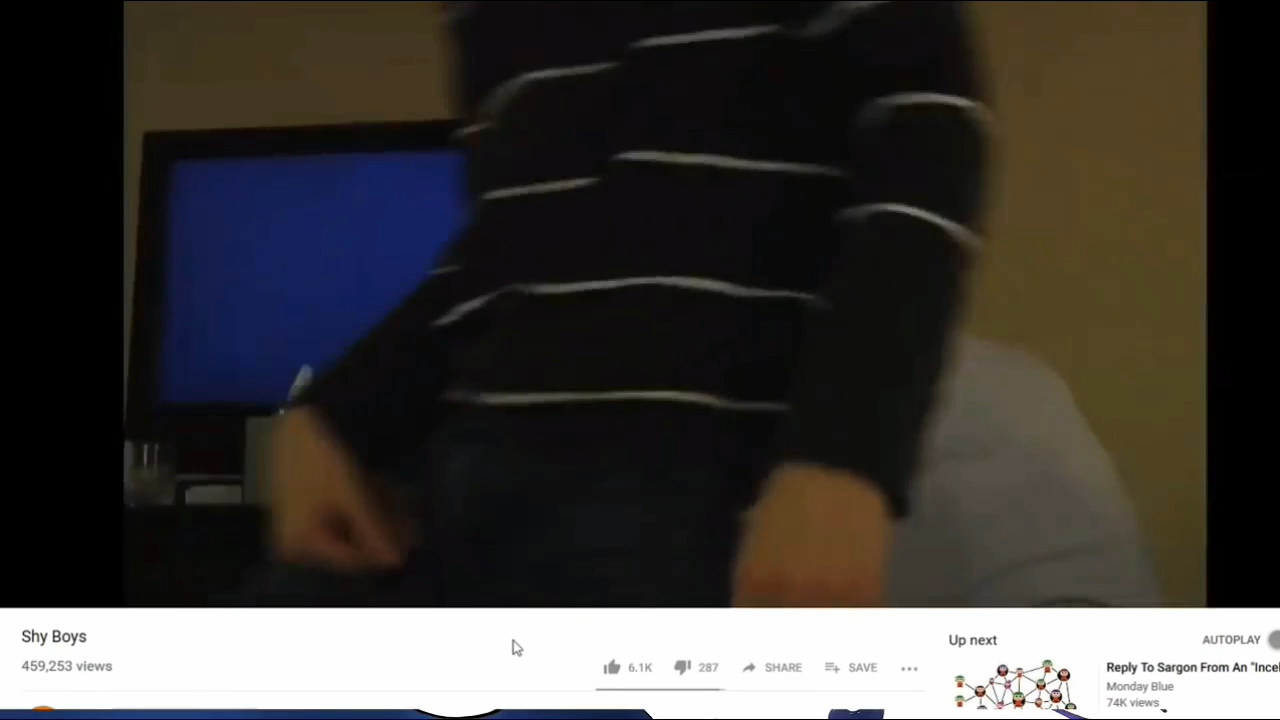 Shy Boys
459,253 views
6.1K 287 SHARE SAVE
Up next
AUTOPLAY
Reply To Sargon From An "Incel
Monday Blue
74K views